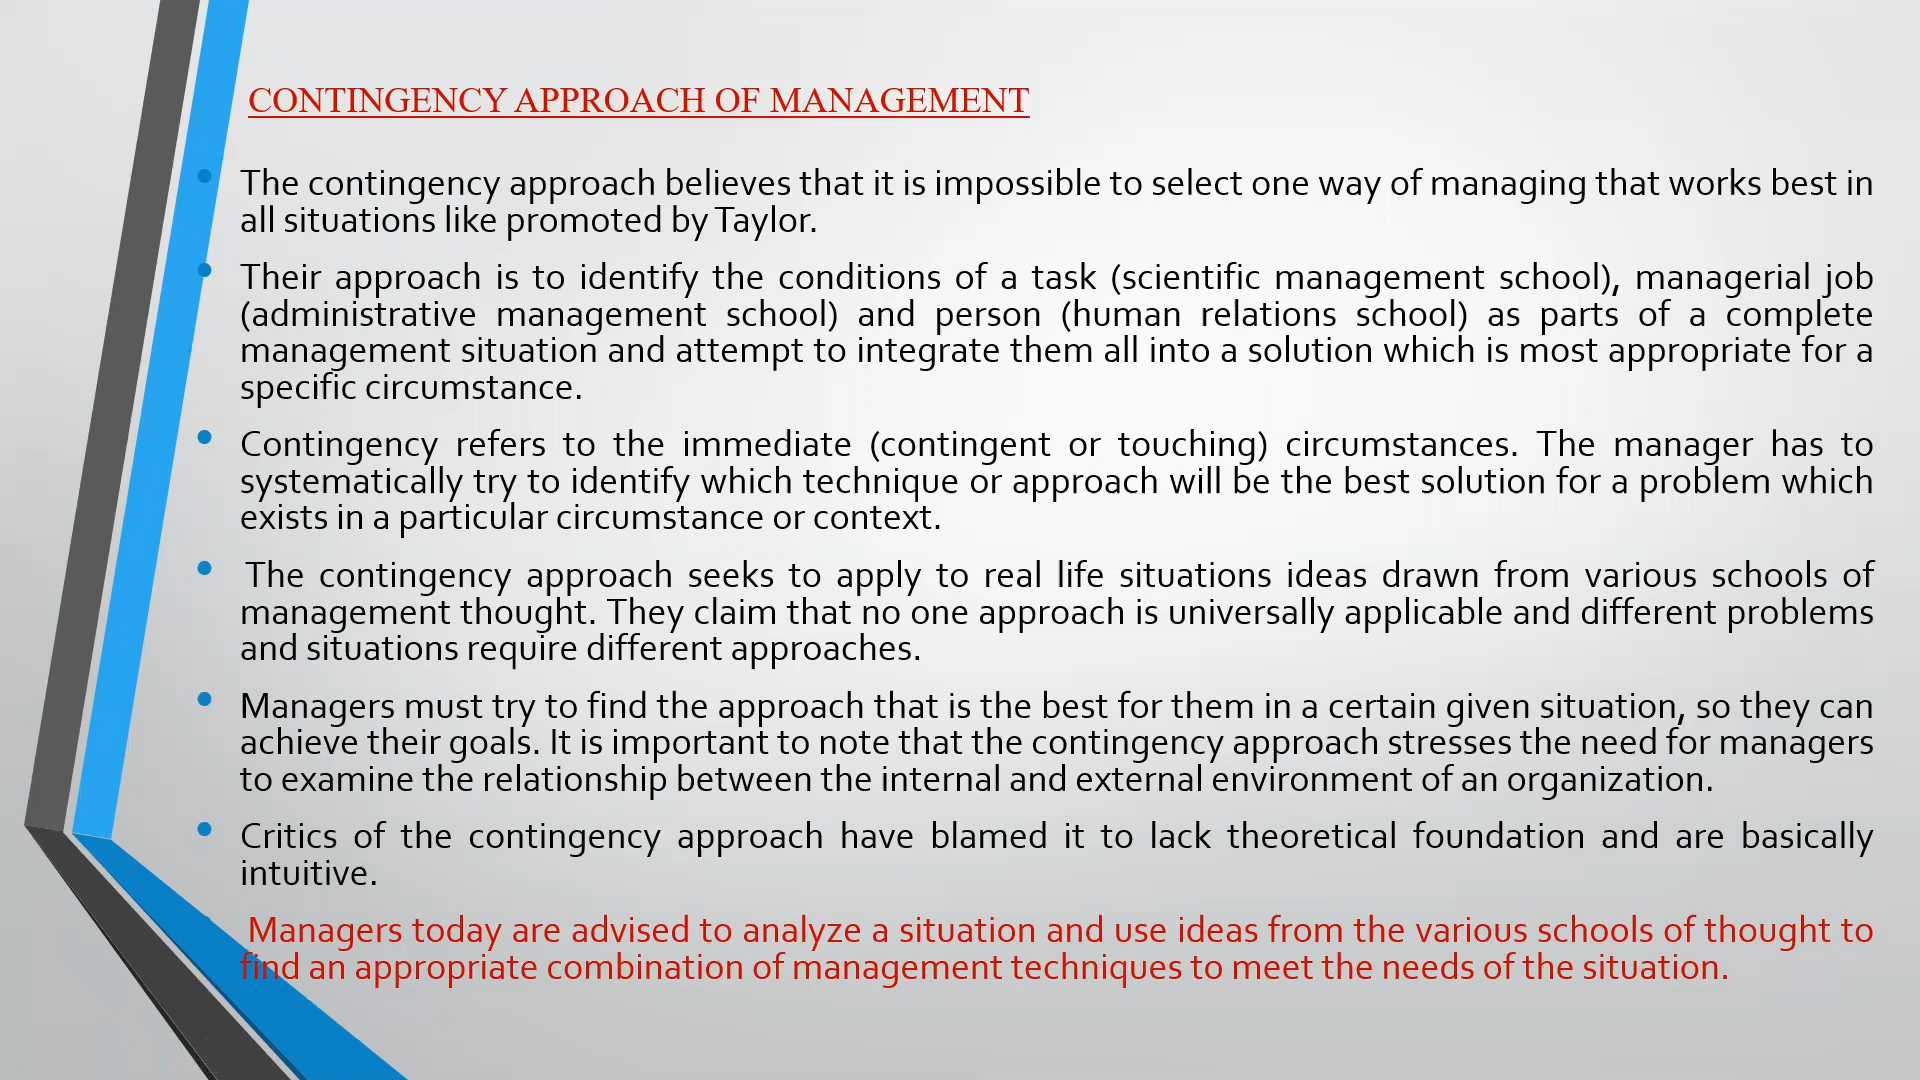 CONTINGENCY APPROACH OF MANAGEMENT
• The contingency approach believes that it is impossible to select one way of managing that works best in
all situations like promoted by Taylor.
• Their approach is to identify the conditions of a task (scientific management school), managerial job
(administrative management school) and person (human relations school) as parts of a complete
management situation and attempt to integrate them all into a solution which is most appropriate for a
specific circumstance.
• Contingency refers to the immediate (contingent or touching) circumstances. The manager has to
systematically try to identify which technique or approach will be the best solution for a problem which
exists in a particular circumstance or context.
• The contingency approach seeks to apply to real life situations ideas drawn from various schools of
management thought. They claim that no one approach is universally applicable and different problems
and situations require different approaches.
• Managers must try to find the approach that is the best for them in a certain given situation, so they can
achieve their goals. It is important to note that the contingency approach stresses the need for managers
to examine the relationship between the internal and external environment of an organization.
• Critics of the contingency approach have blamed it to lack theoretical foundation and are basically
intuitive.
• Managers today are advised to analyze a situation and use ideas from the various schools of thought to
find an appropriate combination of management techniques to meet the needs of the situation.